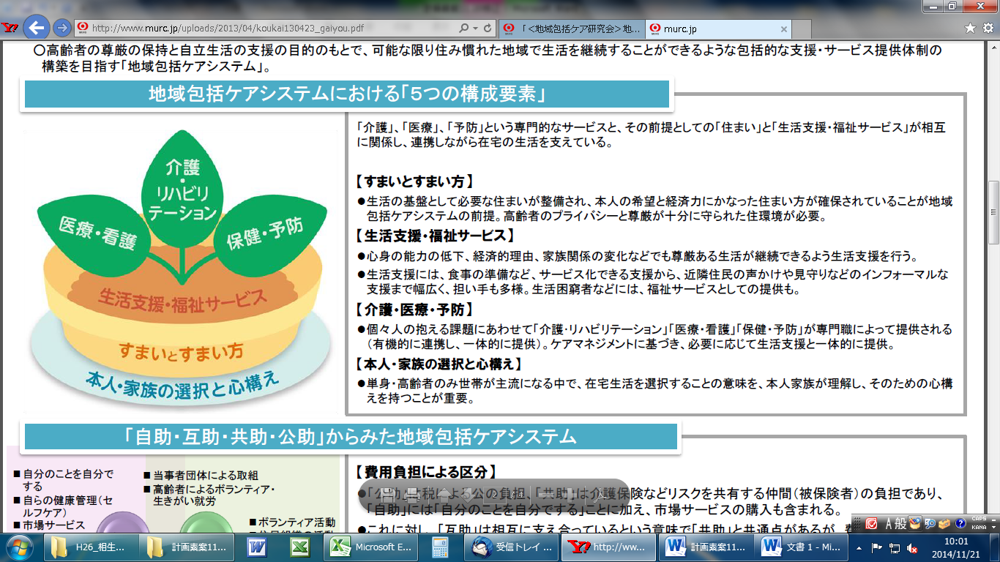 http://www.murc.jp/uploads/2013/04/koukai130423_gaiyou.pdf
「<地域包括ケア研究会>地...
murc.jp
○高齢者の尊厳の保持と自立生活の支援の目的のもとで、可能な限り住み慣れた地域で生活を継続することができるような包括的な支援・サービス提供体制の
構築を目指す「地域包括ケアシステム」。
地域包括ケアシステムにおける「５つの構成要素」
介護
・
リハビリ
テーション
医療・看護
保健・予防
生活支援・福祉サービス
すまいとすまい方
本人・家族の選択と心構え
「介護」、「医療」、「予防」という専門的なサービスと、その前提としての「住まい」と「生活支援・福祉サービス」が相互
に関係し、連携しながら在宅の生活を支えている。
【すまいとすまい方】
●生活の基盤として必要な住まいが整備され、本人の希望と経済力にかなった住まい方が確保されていることが地域
包括ケアシステムの前提。高齢者のプライバシーと尊厳が十分に守られた住環境が必要。
【生活支援・福祉サービス】
●心身の能力の低下、経済的理由、家族関係の変化などでも尊厳ある生活が継続できるよう生活支援を行う。
●生活支援には、食事の準備など、サービス化できる支援から、近隣住民の声かけや見守りなどのインフォーマルな
支援まで幅広く、担い手も多様。生活困窮者などには、福祉サービスとしての提供も。
【介護・医療・予防】
●個々人の抱える課題にあわせて「介護・リハビリテーション」「医療・看護」「保健・予防」が専門職によって提供される
（有機的に連携し、一体的に提供）。ケアマネジメントに基づき、必要に応じて生活支援と一体的に提供。
【本人・家族の選択と心構え】
●単身・高齢者のみ世帯が主流になる中で、在宅生活を選択することの意味を、本人家族が理解し、そのための心構
えを持つことが重要。
「自助・互助・共助・公助」からみた地域包括ケアシステム
■自分のことを自分で
する
■自らの健康管理（セ
ルフケア）
■市場サービス
■当事者団体による取組
■高齢者によるボランティア・
生きがい就労
■ボランティア活動
【費用負担による区分】
●「公助」は税による公の負担、「共助」は介護保険などリスクを共有する仲間（被保険者）の負担であり、
「自助」には「自分のことを自分でする」ことに加え、市場サービスの購入も含まれる。
●これに対し、「互助」は相互に支え合っているという意味で「共助」と共通点があるが、費
2 / 4
A 般
CAPS
KANA
H26_相生...
計画素案11...
Microsoft E...
受信トレイ ...
http://ww...
計画素案11...
文書 1 - Mi...
10:01
2014/11/21